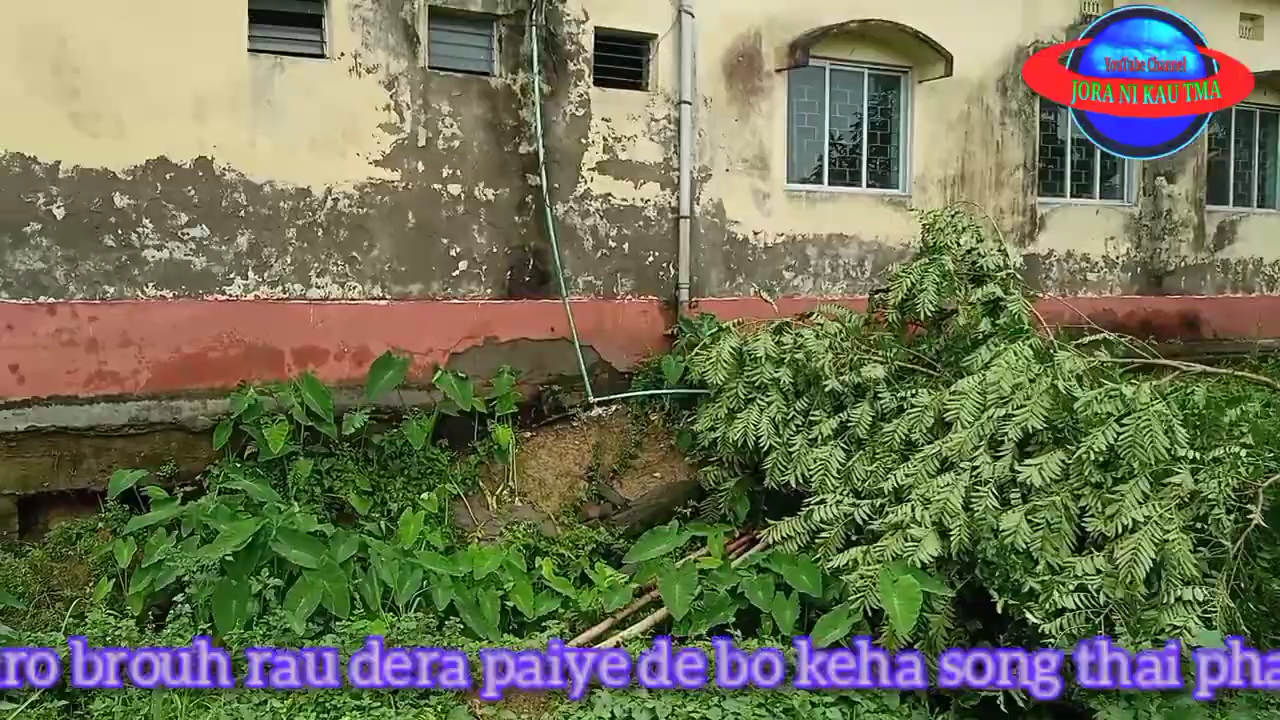 YouTube Channel
JORA NI KAU TMA
ro brouh rau dera paiye de bo keha song thai pha